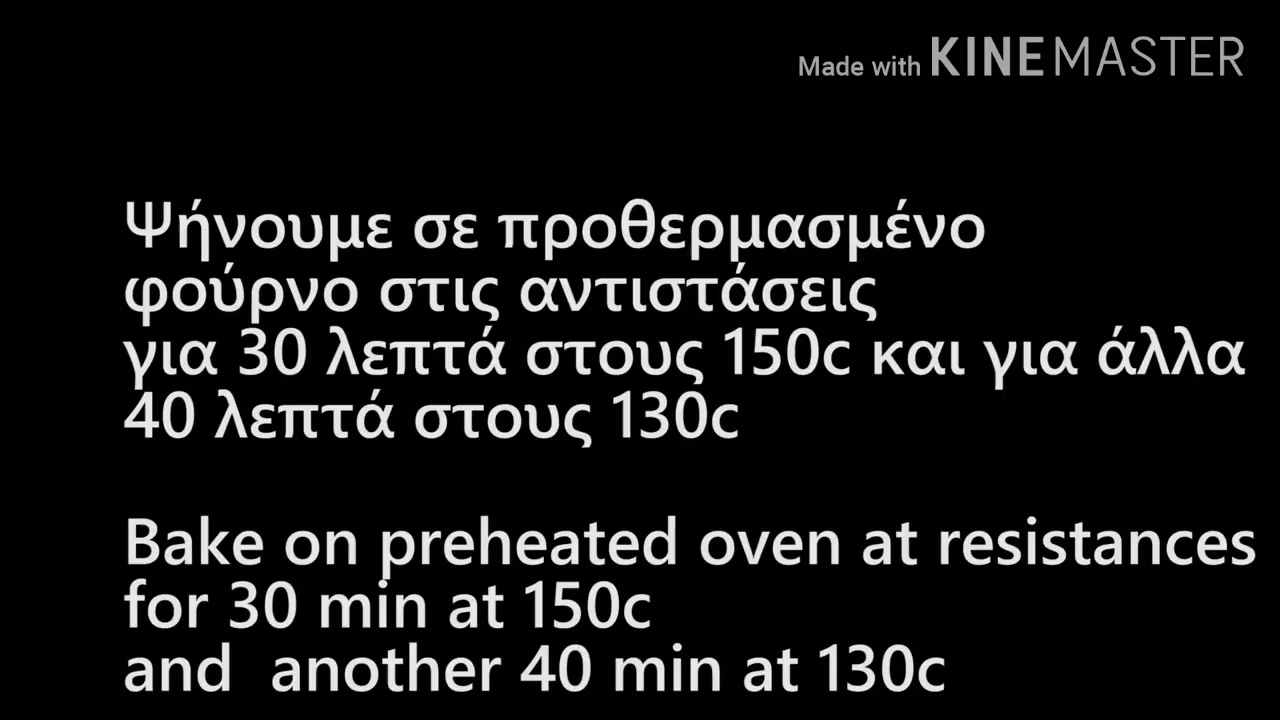 Made with KINEMASTER
Ψήνουμε σε προθερμασμένο
φούρνο στις αντιστάσεις
για 30 λεπτά στους 150c και για άλλα
40 λεπτά στους 130c
Bake on preheated oven at resistances
for 30 min at 150c
and  another 40 min at 130c